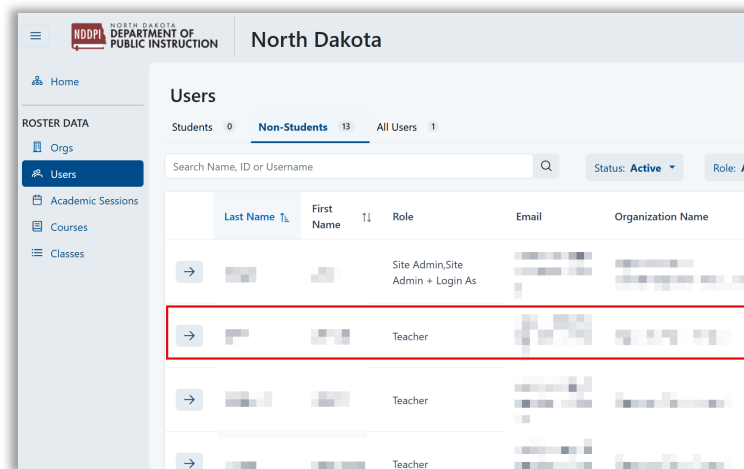 NDDPI NORTH DAKOTA
DEPARTMENT OF
PUBLIC INSTRUCTION
North Dakota
Home
ROSTER DATA
Orgs
Users
Academic Sessions
Courses
Classes
Users
Students 0 Non-Students 13 All Users 1
Search Name, ID or Username
Status: Active
Role:
Last Name First Name Role Email Organization Name
Site Admin,Site
Admin + Login As
Teacher
Teacher
Teacher